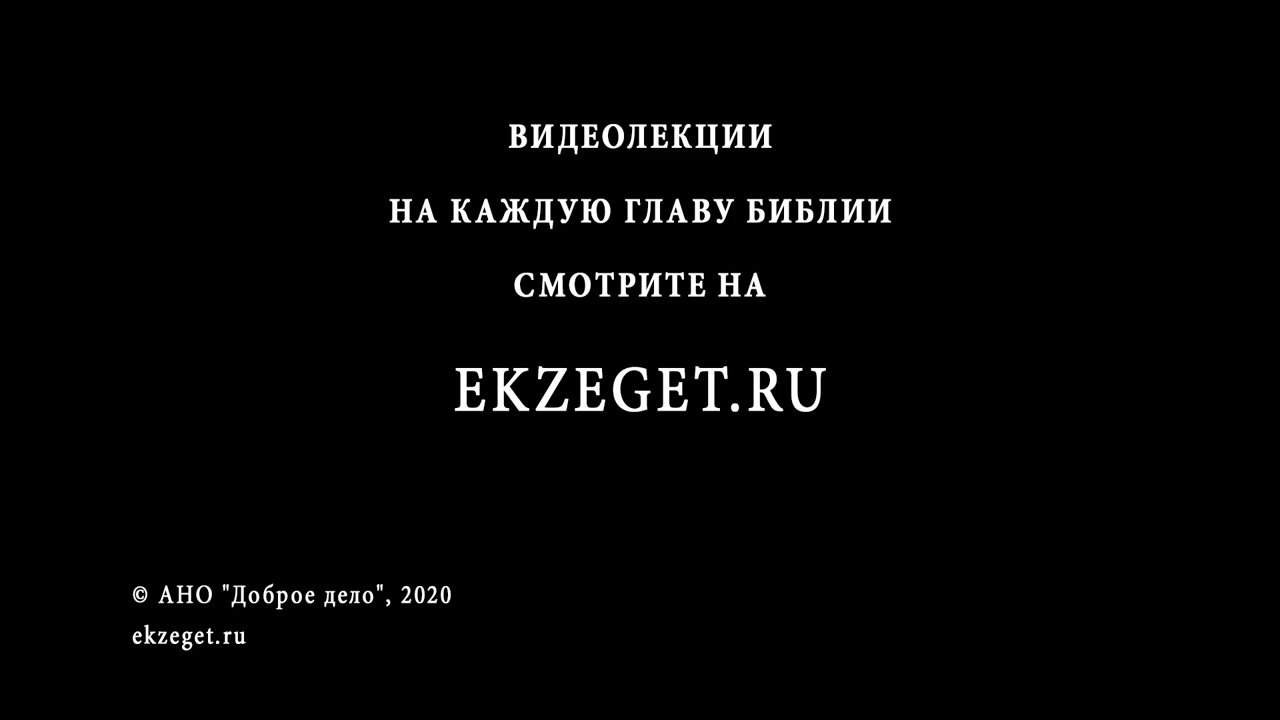 ВИДЕОЛЕКЦИИ
НА КАЖДУЮ ГЛАВУ БИБЛИИ
СМОТРИТЕ НА
EKZEGET.RU
© АНО "Доброе дело", 2020
ekzeget.ru